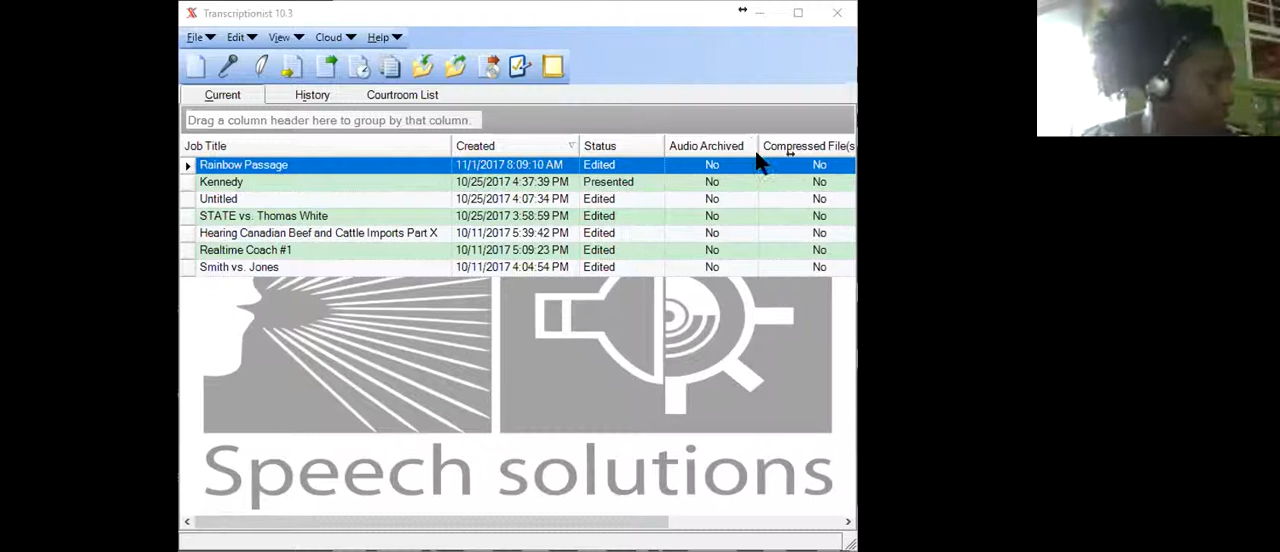 Transcriptionist 10.3
File Edit View Cloud Help
Current History Courtroom List
Drag a column header here to group by that column.
Job Title Created Status Audio Archived Compressed File(s
Rainbow Passage 11/1/2017 8:09:10 AM Edited No No
Kennedy 10/25/2017 4:37:39 PM Presented No No
Untitled 10/25/2017 4:07:34 PM Edited No No
STATE vs. Thomas White 10/25/2017 3:58:59 PM Edited No No
Hearing Canadian Beef and Cattle Imports Part X 10/11/2017 5:39:42 PM Edited No No
Realtime Coach #1 10/11/2017 5:09:23 PM Edited No No
Smith vs. Jones 10/11/2017 4:04:54 PM Edited No No
Speech solutions